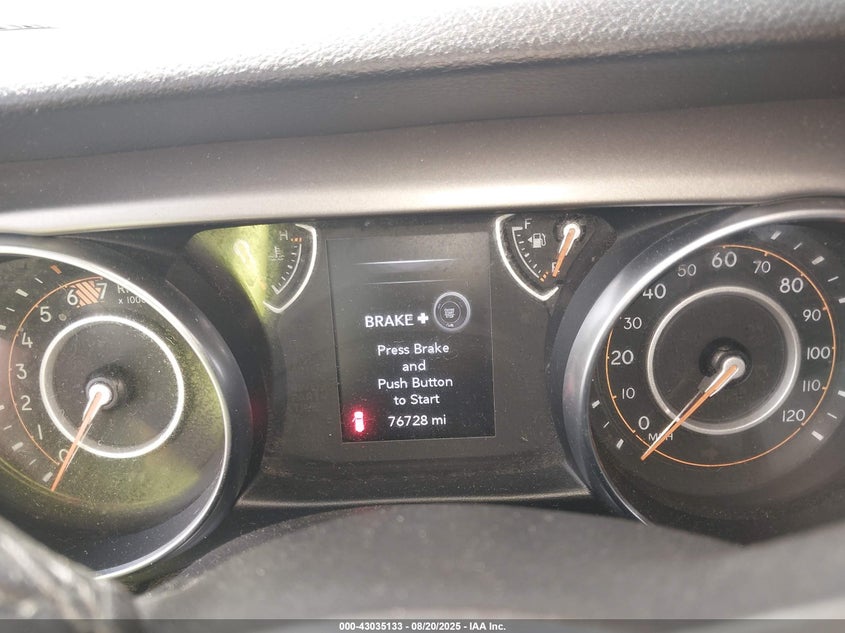 H
F
E
7
6
5
4
3
2
1
0
x 1000
BRAKE +
Press Brake
and
Push Button
to Start
76728 mi
0
10
20
30
40
50
60
70
80
90
100
110
120
MPH
000-43035133 - 08/20/2025 - IAA Inc.